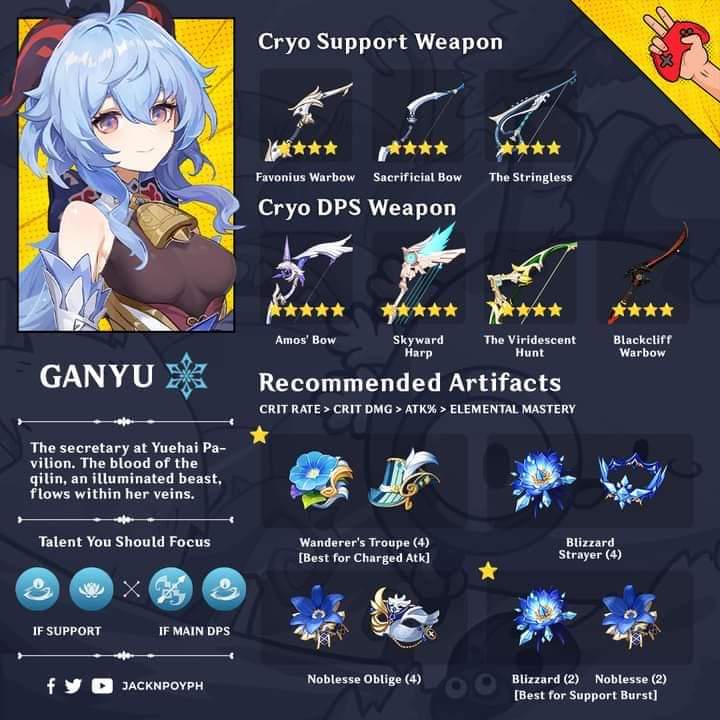 Cryo Support Weapon
Favonius Warbow
Sacrificial Bow
The Stringless
Cryo DPS Weapon
Amos' Bow
Skyward
Harp
The Viridescent
Hunt
Blackcliff
Warbow
GANYU
The secretary at Yuehai Pa-
vilion. The blood of the
qilin, an illuminated beast,
flows within her veins.
Talent You Should Focus
IF SUPPORT
IF MAIN DPS
JACKNPOYPH
Recommended Artifacts
CRIT RATE > CRIT DMG > ATK% > ELEMENTAL MASTERY
Wanderer's Troupe (4)
[Best for Charged Atk]
Blizzard
Strayer (4)
Noblesse Oblige (4)
Blizzard (2) Noblesse (2)
[Best for Support Burst]